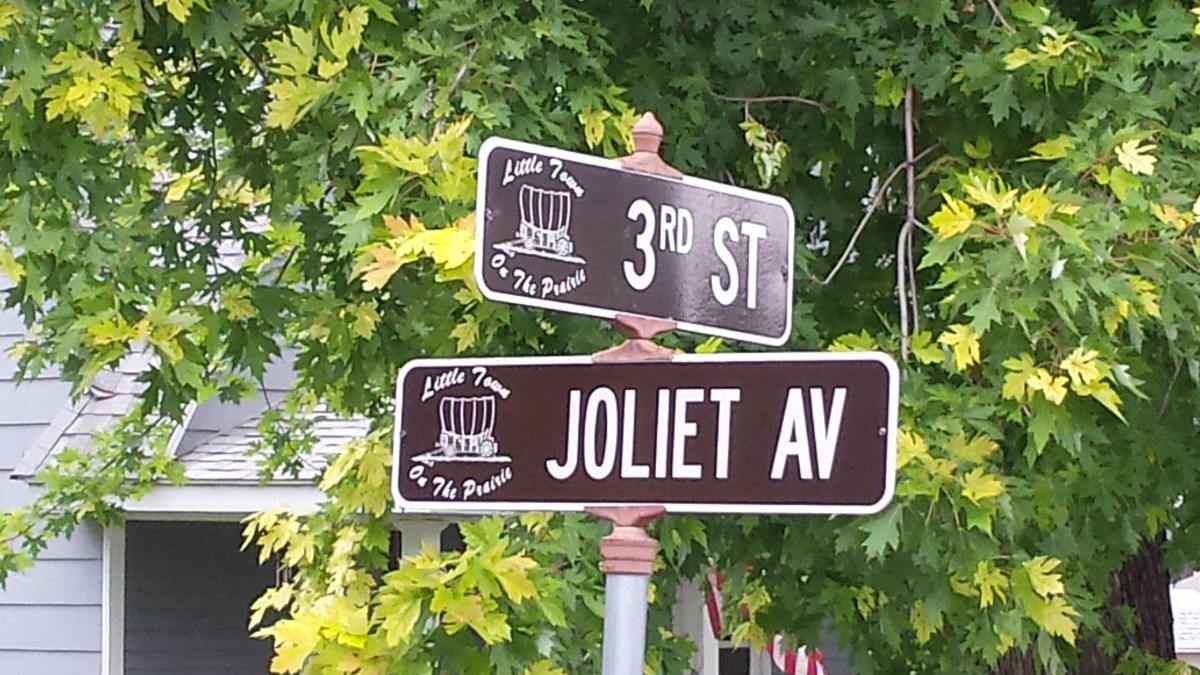 Little Town
3RD ST
On The Prairie
Little Town
JOLIET AV
On The Prairie